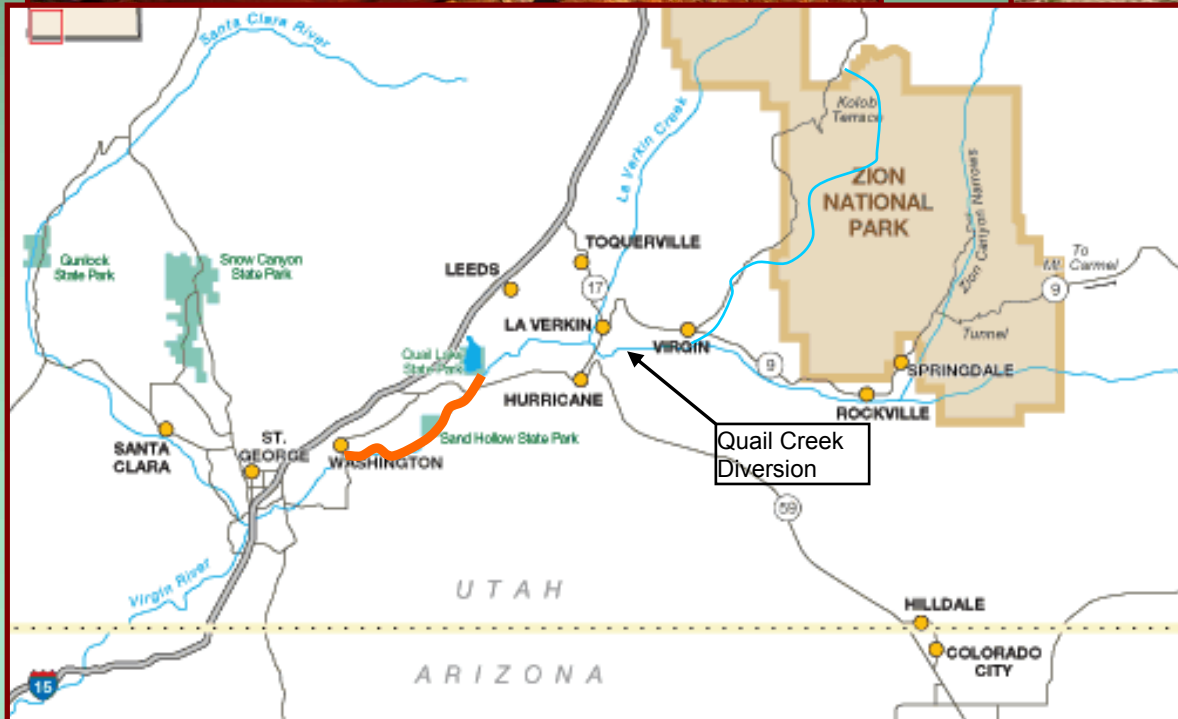 Santa Clara River
La Verkin Creek
Kolob
Terrace
ZION
NATIONAL
PARK
Zion Canyon Narrows
To
Mt. Carmel
9
Tunnel
Gunlock
State Park
Snow Canyon
State Park
TOQUERVILLE
LEEDS
17
LA VERKIN
VIRGIN
9
SPRINGDALE
ROCKVILLE
Quail Lake
State Park
HURRICANE
Sand Hollow State Park
Quail Creek
Diversion
SANTA
CLARA
ST.
GEORGE
WASHINGTON
59
Virgin River
UTAH
HILLDALE
COLORADO
CITY
ARIZONA
15